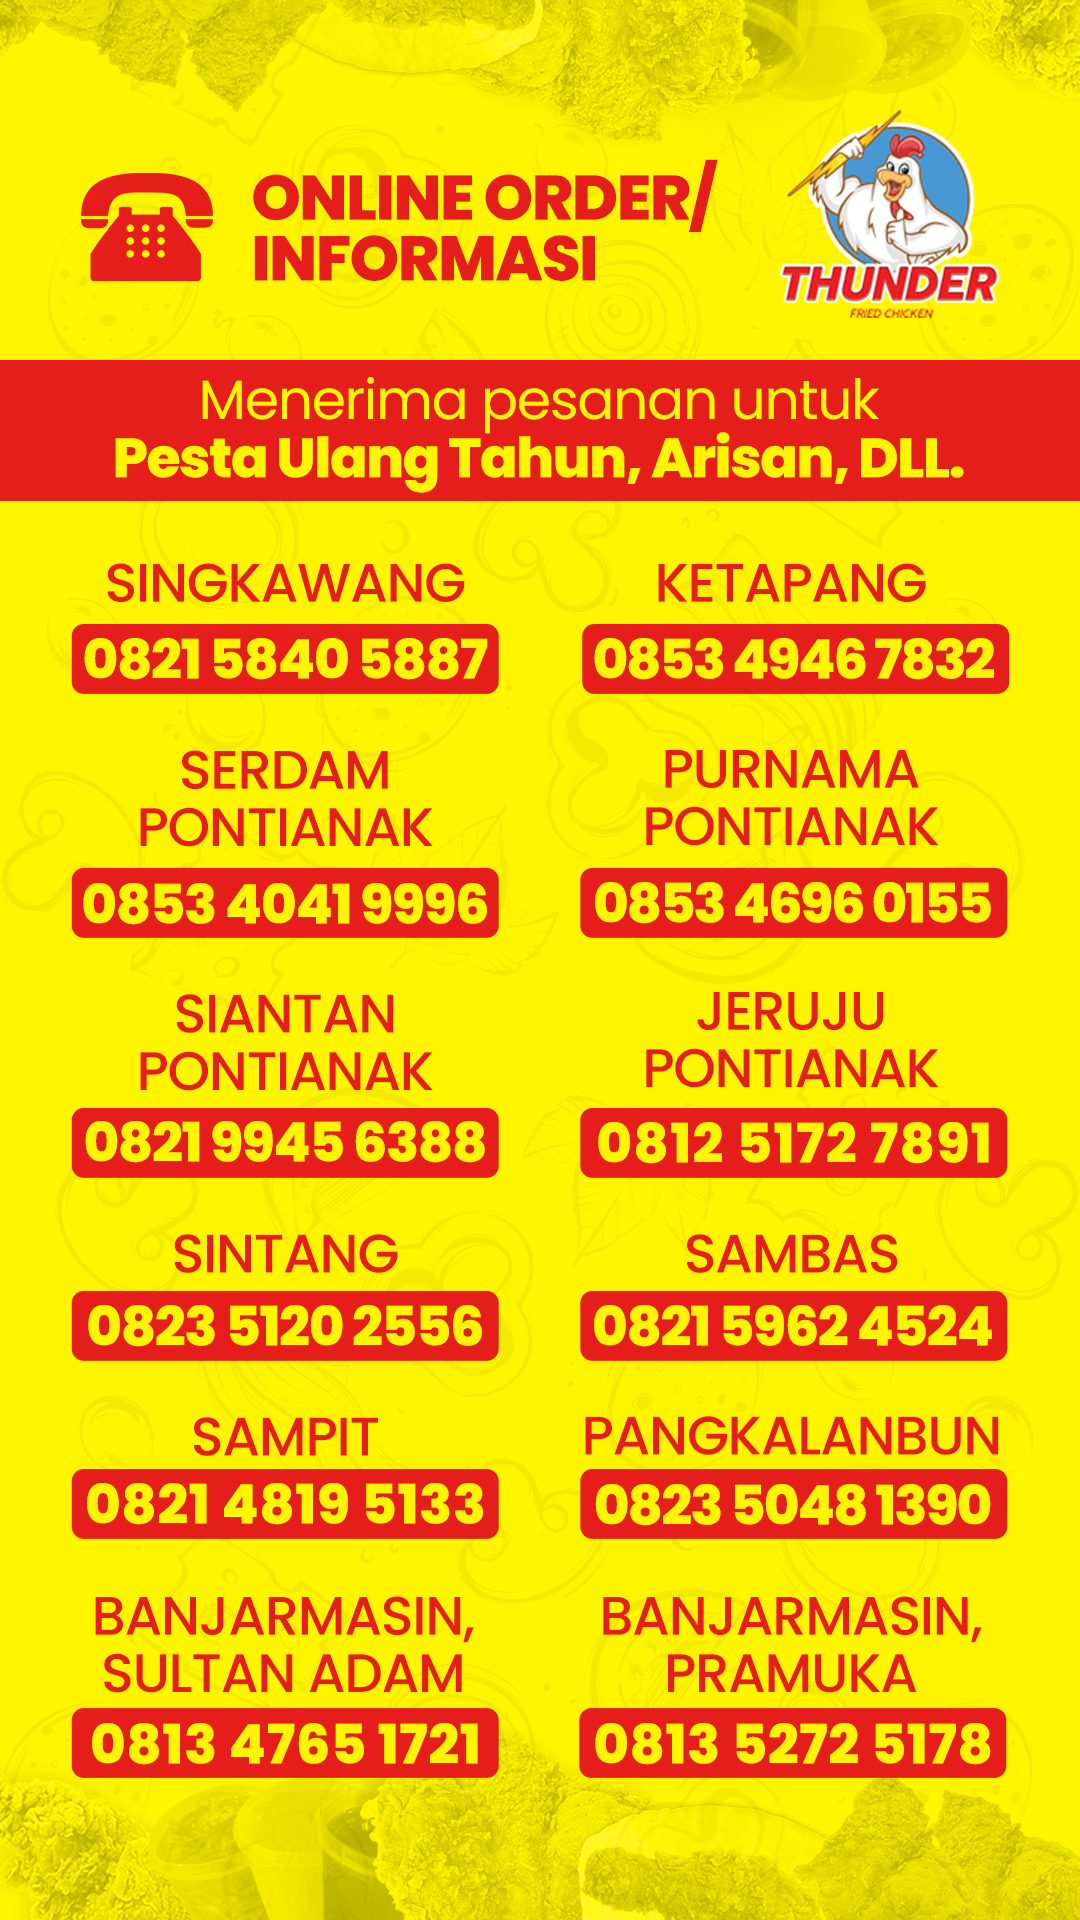 ONLINE ORDER/
INFORMASI
THUNDER
FRIED CHICKEN
Menerima pesanan untuk
Pesta Ulang Tahun, Arisan, DLL.
SINGKAWANG
0821 5840 5887
KETAPANG
0853 4946 7832
SERDAM
PONTIANAK
0853 4041 9996
PURNAMA
PONTIANAK
0853 4696 0155
SIANTAN
PONTIANAK
0821 9945 6388
JERUJU
PONTIANAK
0812 5172 7891
SINTANG
0823 5120 2556
SAMBAS
0821 5962 4524
SAMPIT
0821 4819 5133
PANGKALANBUN
0823 5048 1390
BANJARMASIN,
SULTAN ADAM
0813 4765 1721
BANJARMASIN,
PRAMUKA
0813 5272 5178